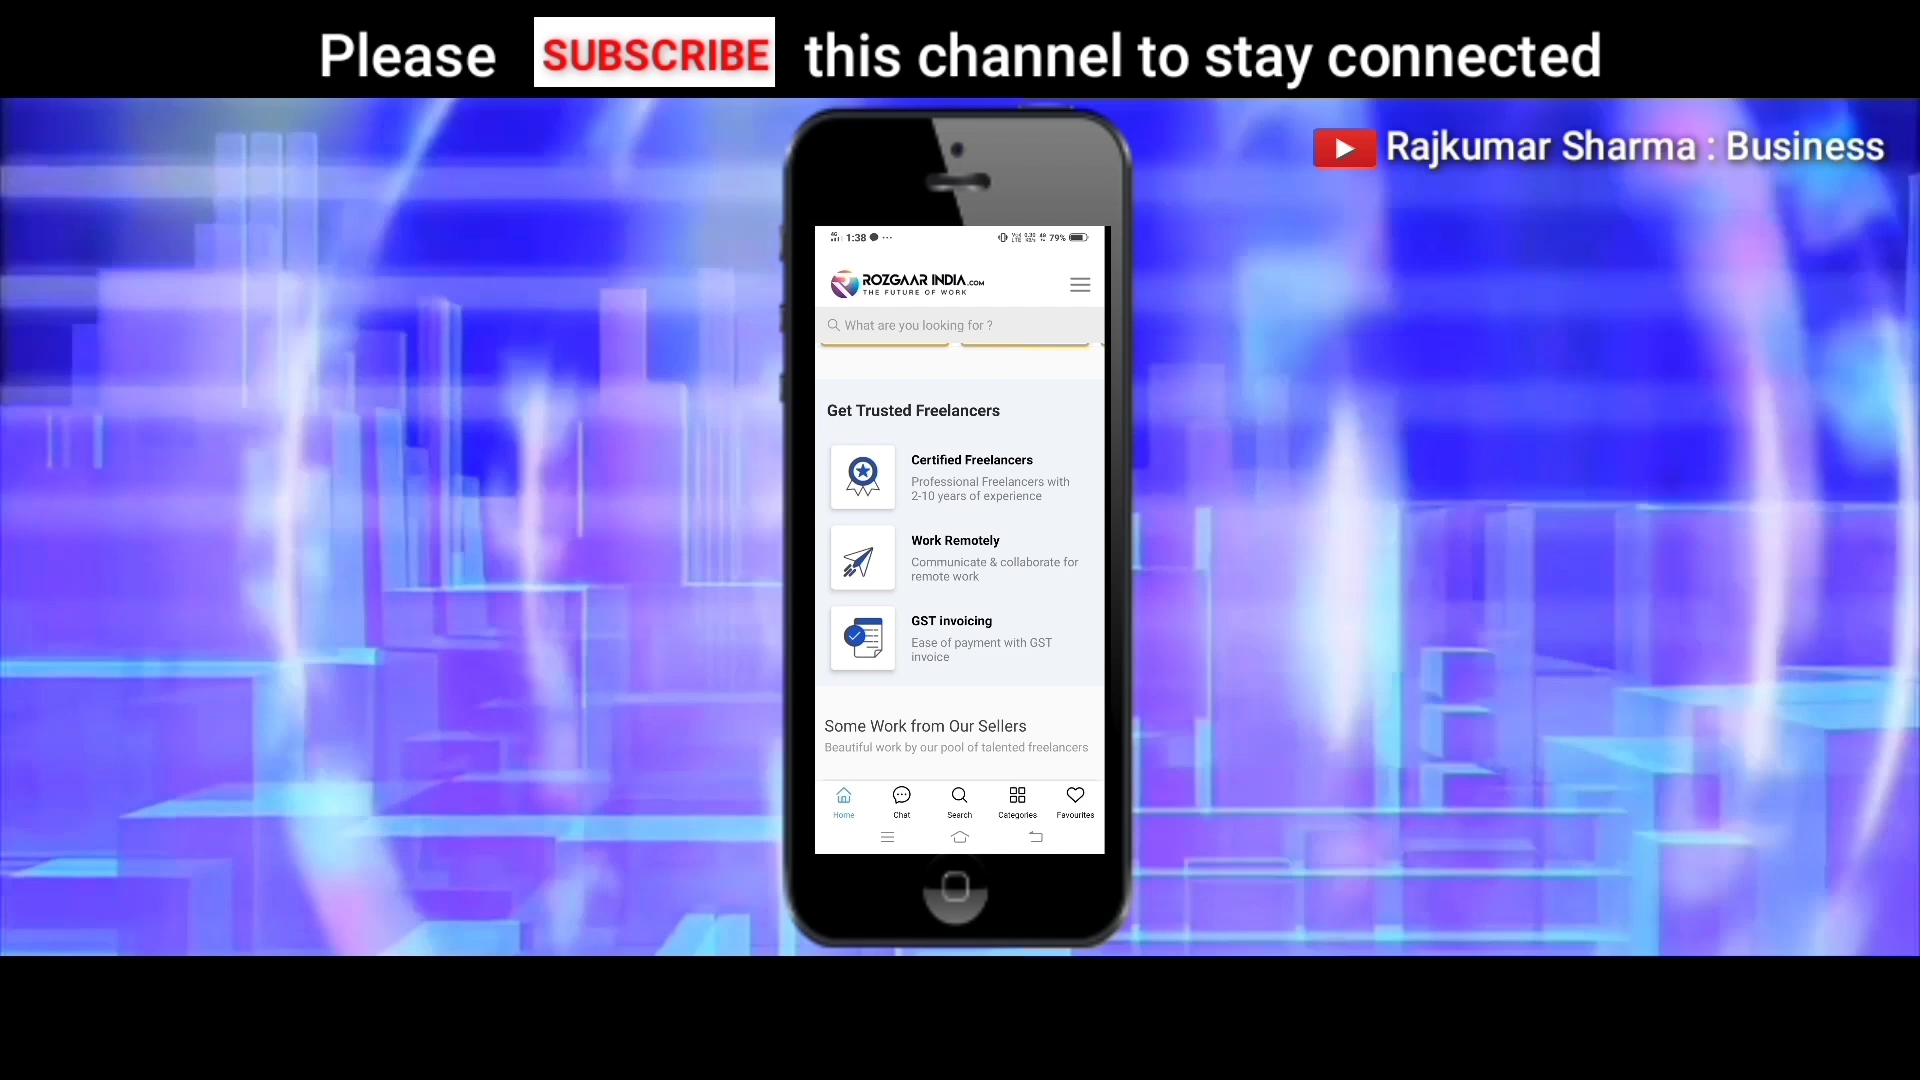 Please SUBSCRIBE this channel to stay connected
Rajkumar Sharma : Business
1:38
79%
ROZGAAR INDIA.COM
THE FUTURE OF WORK
What are you looking for ?
Get Trusted Freelancers
Certified Freelancers
Professional Freelancers with
2-10 years of experience
Work Remotely
Communicate & collaborate for
remote work
GST invoicing
Ease of payment with GST
invoice
Some Work from Our Sellers
Beautiful work by our pool of talented freelancers
Home Chat Search Categories Favourites